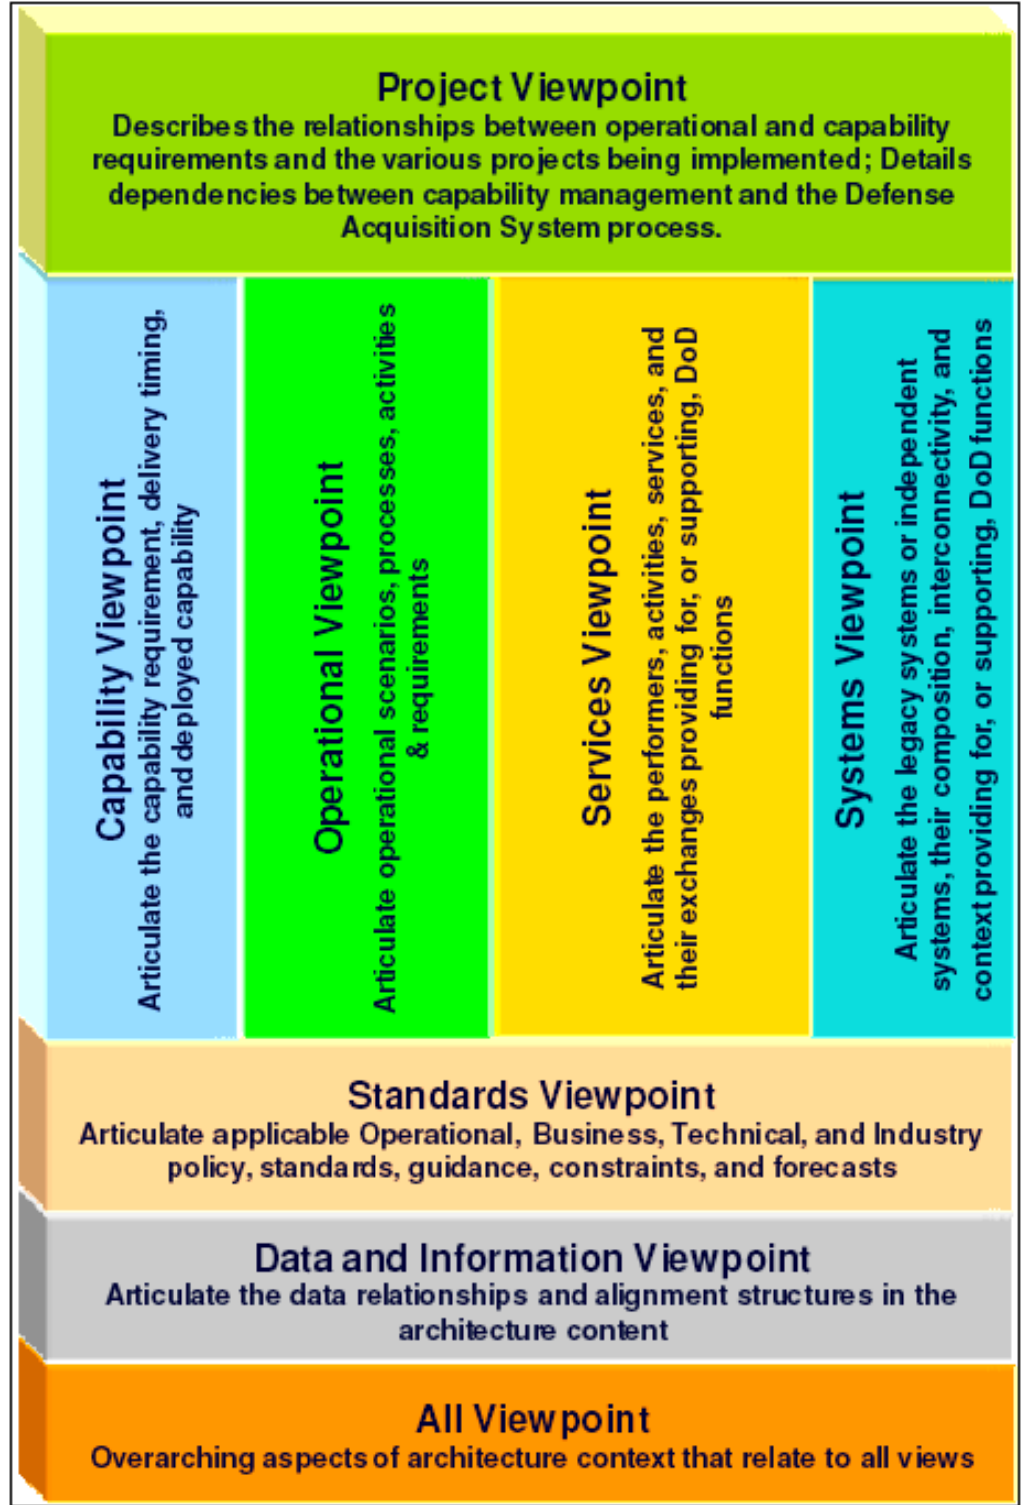 Project Viewpoint
Describes the relationships between operational and capability
requirements and the various projects being implemented; Details
dependencies between capability management and the Defense
Acquisition System process.
Capability Viewpoint
Articulate the capability requirement, delivery timing,
and deployed capability
Operational Viewpoint
Articulate operational scenarios, processes, activities
& requirements
Services Viewpoint
Articulate the performers, activities, services, and
their exchanges providing for, or supporting, DoD
functions
Systems Viewpoint
Articulate the legacy systems or independent
systems, their composition, interconnectivity, and
context providing for, or supporting, DoD functions
Standards Viewpoint
Articulate applicable Operational, Business, Technical, and Industry
policy, standards, guidance, constraints, and forecasts
Data and Information Viewpoint
Articulate the data relationships and alignment structures in the
architecture content
All Viewpoint
Overarching aspects of architecture context that relate to all views